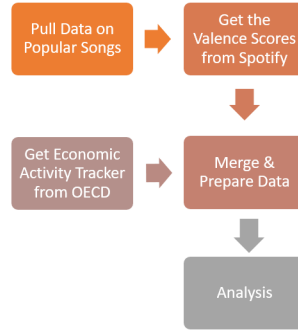 Pull Data on
Popular Songs
Get the
Valence Scores
from Spotify
Get Economic
Activity Tracker
from OECD
Merge &
Prepare Data
Analysis